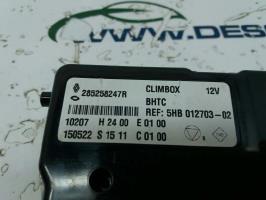 WWW.DES
285258247R CLIMBOX 12V
BHTC
REF: 5HB 012703-02
10207 H 24 00 E 01 00
150522 S 15 11 C 01 00